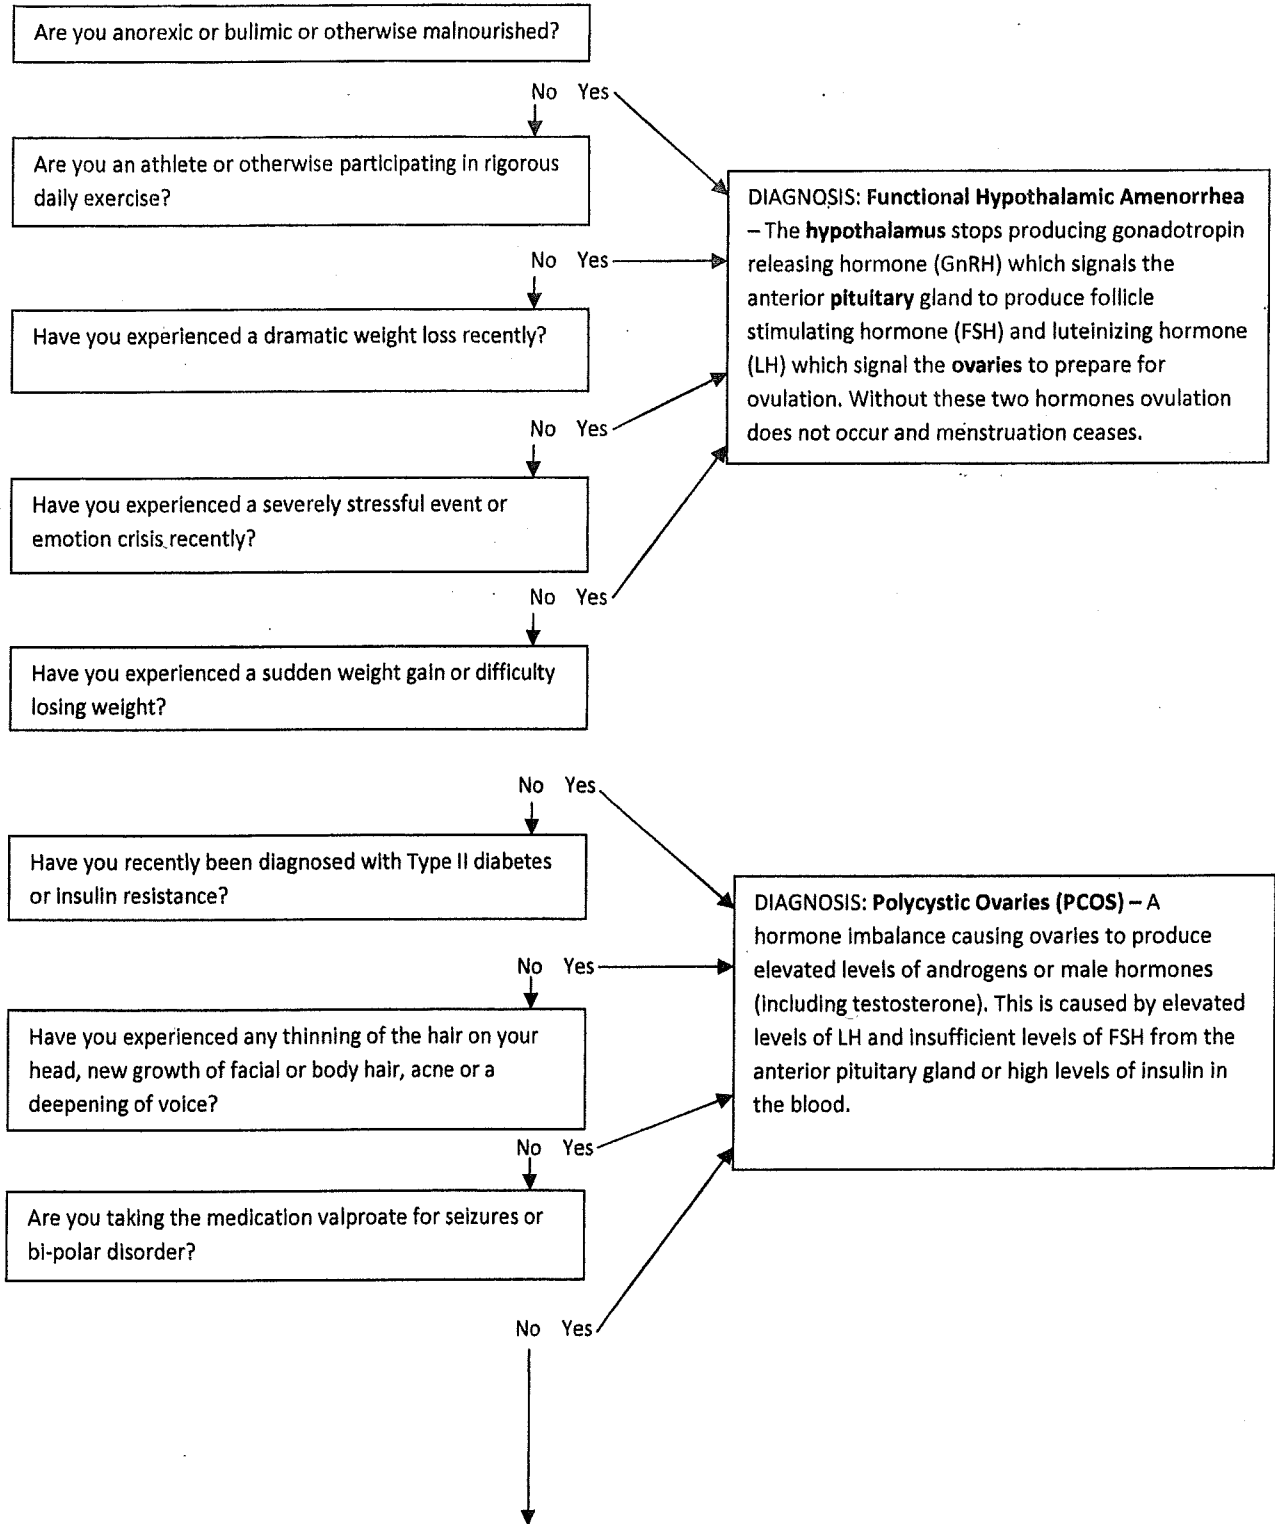 Are you anorexic or bulimic or otherwise malnourished?
No Yes
Are you an athlete or otherwise participating in rigorous
daily exercise?
No Yes
Have you experienced a dramatic weight loss recently?
No Yes
Have you experienced a severely stressful event or
emotion crisis recently?
No Yes
Have you experienced a sudden weight gain or difficulty
losing weight?
DIAGNOSIS: Functional Hypothalamic Amenorrhea
– The hypothalamus stops producing gonadotropin
releasing hormone (GnRH) which signals the
anterior pituitary gland to produce follicle
stimulating hormone (FSH) and luteinizing hormone
(LH) which signal the ovaries to prepare for
ovulation. Without these two hormones ovulation
does not occur and menstruation ceases.
No Yes
Have you recently been diagnosed with Type II diabetes
or insulin resistance?
No Yes
Have you experienced any thinning of the hair on your
head, new growth of facial or body hair, acne or a
deepening of voice?
No Yes
Are you taking the medication valproate for seizures or
bi-polar disorder?
No Yes
DIAGNOSIS: Polycystic Ovaries (PCOS) – A
hormone imbalance causing ovaries to produce
elevated levels of androgens or male hormones
(including testosterone). This is caused by elevated
levels of LH and insufficient levels of FSH from the
anterior pituitary gland or high levels of insulin in
the blood.